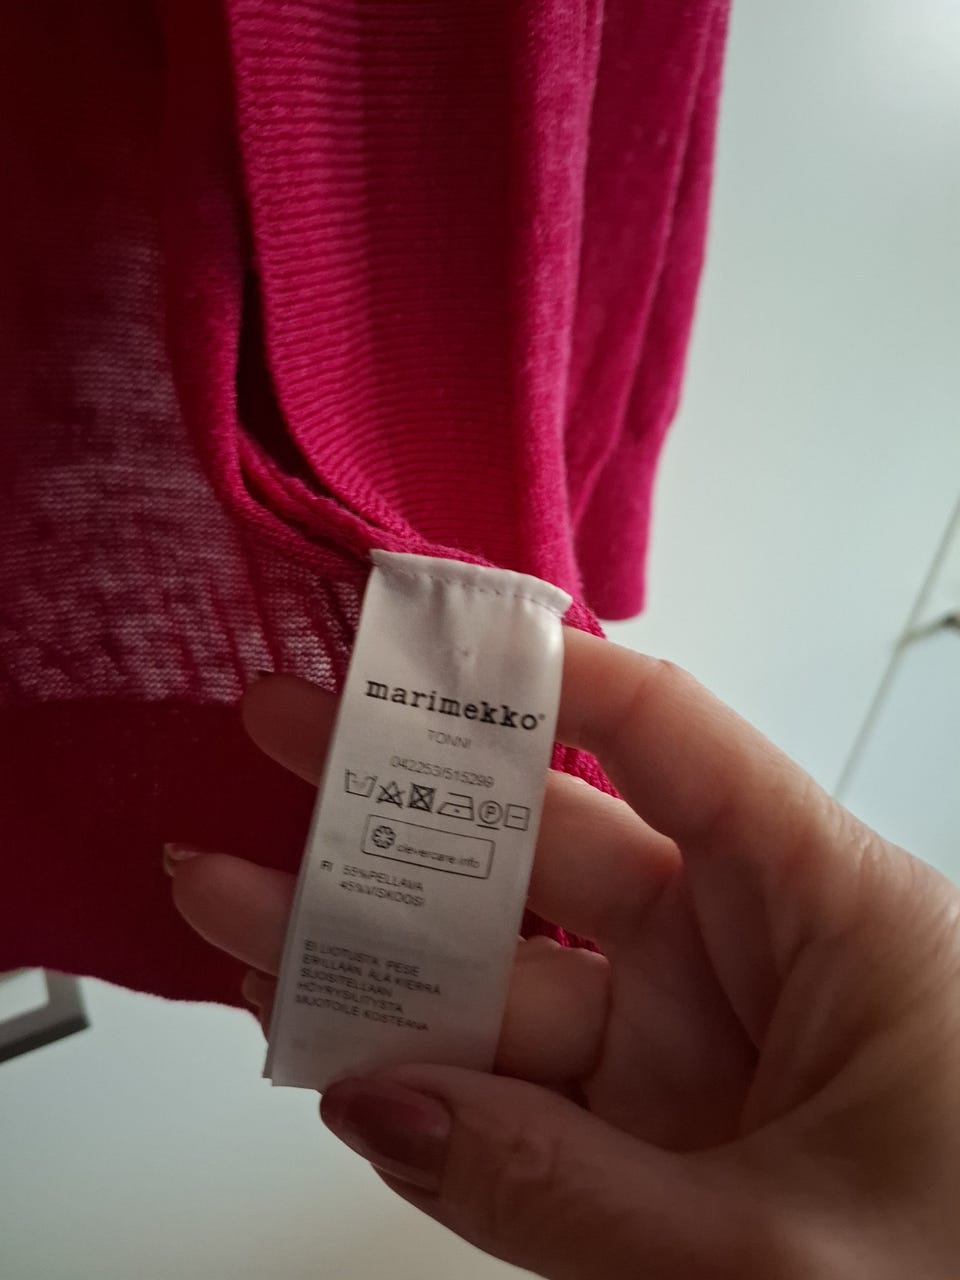 marimekko®
TONNI
042253/515299
P
clevercare.info
FI 55%PELLAVA
45%VISKOOSI
EI LIOTUSTA PESE
ERILLÄÄN ÄLÄ KIERRÄ
SUOSITELLAAN
HÖYRYSILITYSTÄ
MUOTOILE KOSTEANA